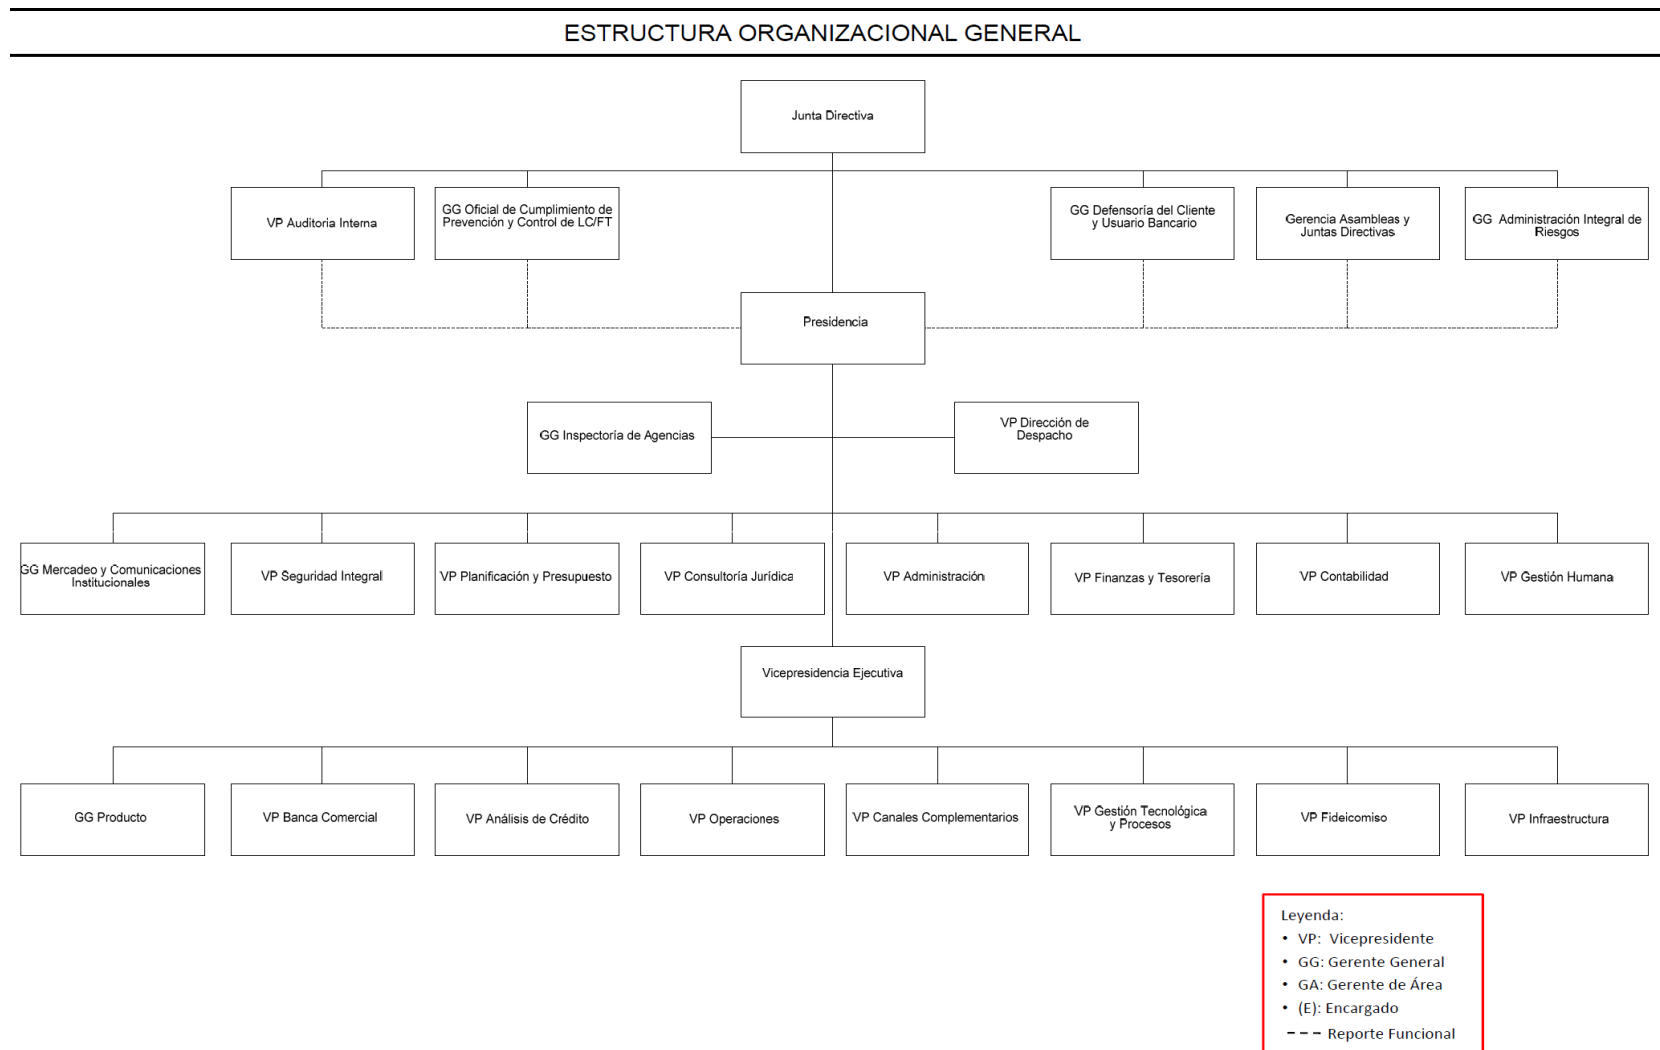 ESTRUCTURA ORGANIZACIONAL GENERAL
Junta Directiva
VP Auditoria Interna
GG Oficial de Cumplimiento de
Prevención y Control de LC/FT
GG Defensoría del Cliente
y Usuario Bancario
Gerencia Asambleas y
Juntas Directivas
GG Administración Integral de
Riesgos
Presidencia
GG Inspectoría de Agencias
VP Dirección de
Despacho
GG Mercadeo y Comunicaciones
Institucionales
VP Seguridad Integral
VP Planificación y Presupuesto
VP Consultoría Jurídica
VP Administración
VP Finanzas y Tesorería
VP Contabilidad
VP Gestión Humana
Vicepresidencia Ejecutiva
GG Producto
VP Banca Comercial
VP Análisis de Crédito
VP Operaciones
VP Canales Complementarios
VP Gestión Tecnológica
y Procesos
VP Fideicomiso
VP Infraestructura
Leyenda:
• VP: Vicepresidente
• GG: Gerente General
• GA: Gerente de Área
• (E): Encargado
--- Reporte Funcional